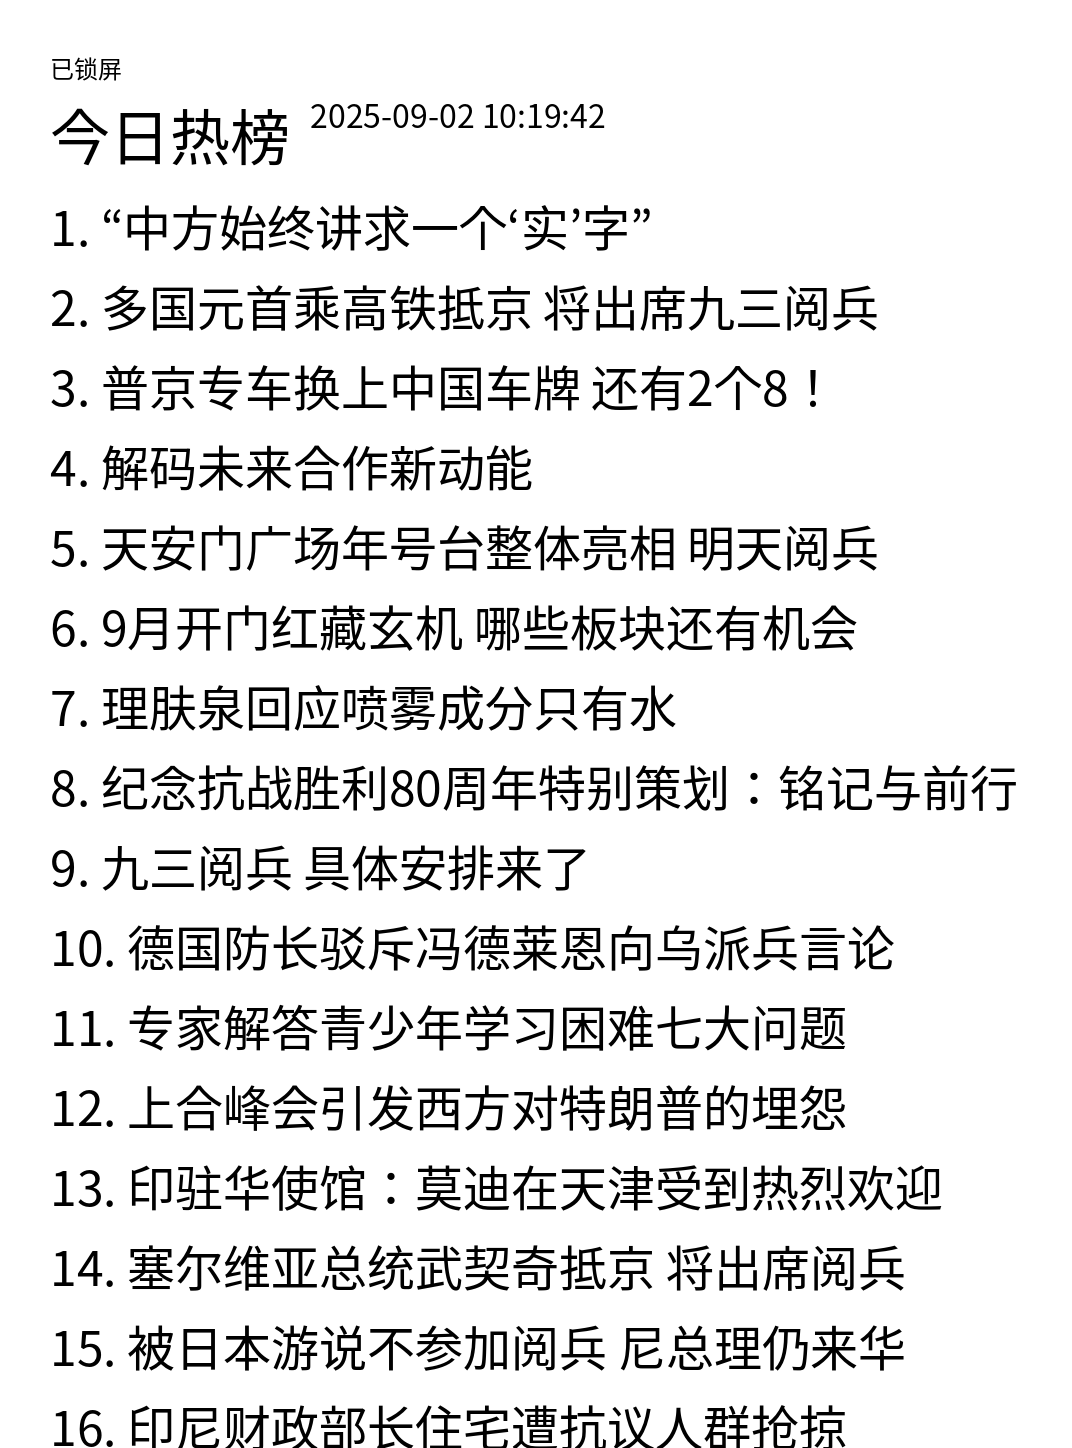 已锁屏
今日热榜 2025-09-02 10:19:42
1. “中方始终讲求一个‘实’字”
2. 多国元首乘高铁抵京 将出席九三阅兵
3. 普京专车换上中国车牌 还有2个8！
4. 解码未来合作新动能
5. 天安门广场年号台整体亮相 明天阅兵
6. 9月开门红藏玄机 哪些板块还有机会
7. 理肤泉回应喷雾成分只有水
8. 纪念抗战胜利80周年特别策划：铭记与前行
9. 九三阅兵 具体安排来了
10. 德国防长驳斥冯德莱恩向乌派兵言论
11. 专家解答青少年学习困难七大问题
12. 上合峰会引发西方对特朗普的埋怨
13. 印驻华使馆：莫迪在天津受到热烈欢迎
14. 塞尔维亚总统武契奇抵京 将出席阅兵
15. 被日本游说不参加阅兵 尼总理仍来华
16. 印尼财政部长住宅遭抗议人群抢掠